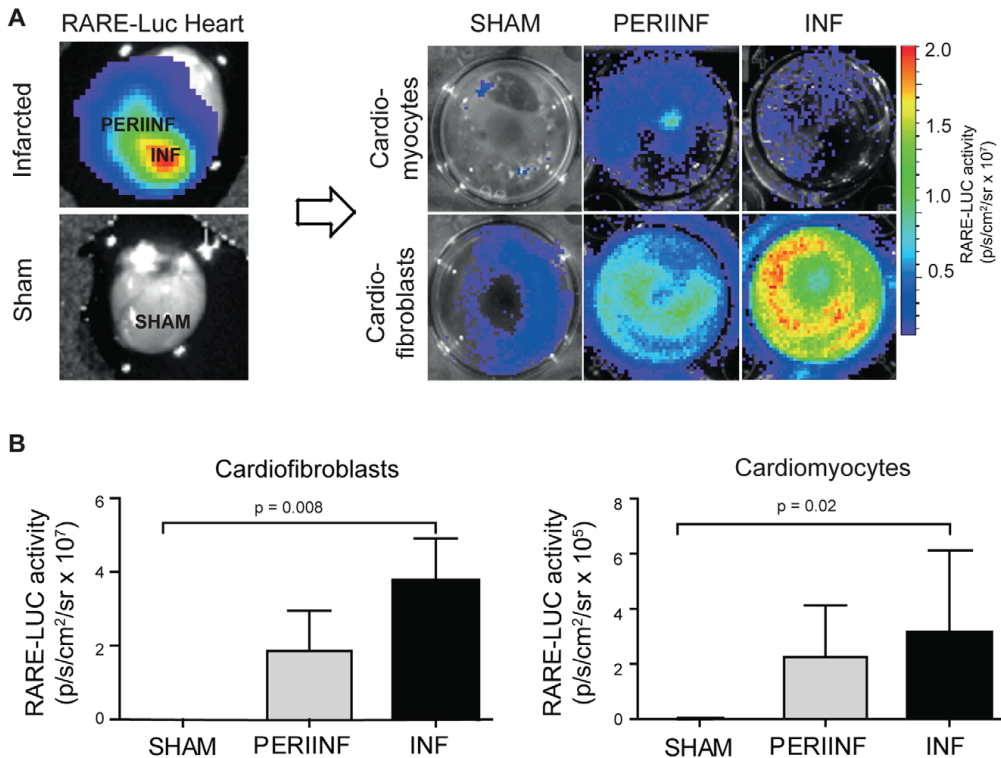 A
RARE-Luc Heart
Infarcted
PERIINF
INF
Sham
SHAM
SHAM
PERIINF
INF
Cardio-
myocytes
Cardio-
fibroblasts
2.0
1.5
1.0
0.5
RARE-LUC activity
(p/s/cm²/sr x 10⁷)
B
Cardiofibroblasts
p = 0.008
6
4
2
0
RARE-LUC activity
(p/s/cm²/sr x 10⁷)
SHAM
PERIINF
INF
Cardiomyocytes
p = 0.02
8
6
4
2
0
RARE-LUC activity
(p/s/cm²/sr x 10⁵)
SHAM
PERIINF
INF